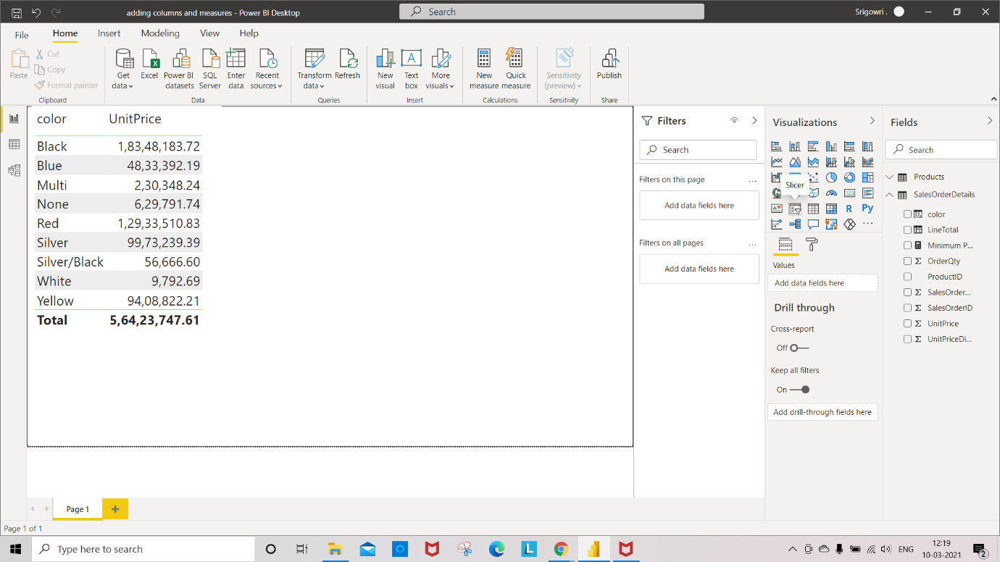 adding columns and measures - Power BI Desktop
Search
Srigowri .
File Home Insert Modeling View Help
Paste
Cut
Copy
Format painter
Clipboard
Get data
Excel
Power BI datasets
SQL Server
Enter data
Recent sources
Data
Transform data
Refresh
Queries
New visual
Text box
More visuals
Insert
New measure
Quick measure
Calculations
Sensitivity (preview)
Sensitivity
Publish
Share
color UnitPrice
Black 1,83,48,183.72
Blue 48,33,392.19
Multi 2,30,348.24
None 6,29,791.74
Red 1,29,33,510.83
Silver 99,73,239.39
Silver/Black 56,666.60
White 9,792.69
Yellow 94,08,822.21
Total 5,64,23,747.61
Filters
Search
Filters on this page ...
Add data fields here
Filters on all pages ...
Add data fields here
Visualizations
Slicer
123
R Py
...
Values
Add data fields here
Drill through
Cross-report
Off
Keep all filters
On
Add drill-through fields here
Fields
Search
Products
SalesOrderDetails
color
LineTotal
Minimum P...
Σ OrderQty
ProductID
Σ SalesOrder...
Σ SalesOrderID
Σ UnitPrice
Σ UnitPriceDi...
Page 1 +
Page 1 of 1
Type here to search
L
ENG
12:19
10-03-2021
2